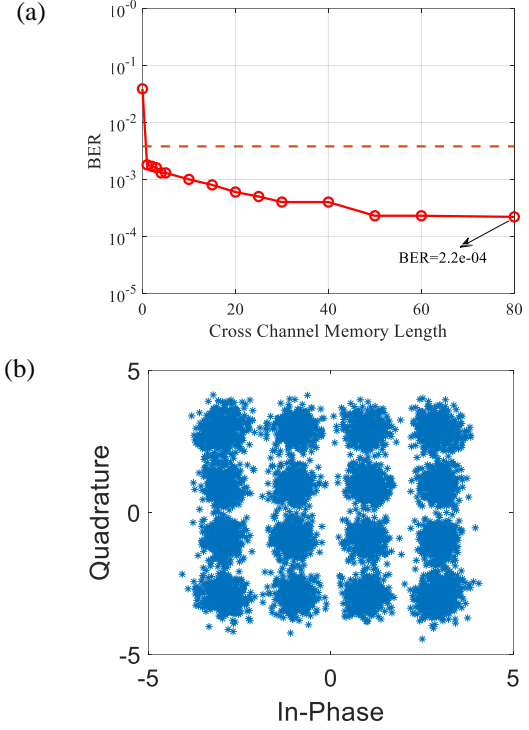 (a)
10^-0
10^-1
10^-2
10^-3
10^-4
10^-5
BER
BER=2.2e-04
0 20 40 60 80
Cross Channel Memory Length
(b)
5
0
-5
Quadrature
-5 0 5
In-Phase